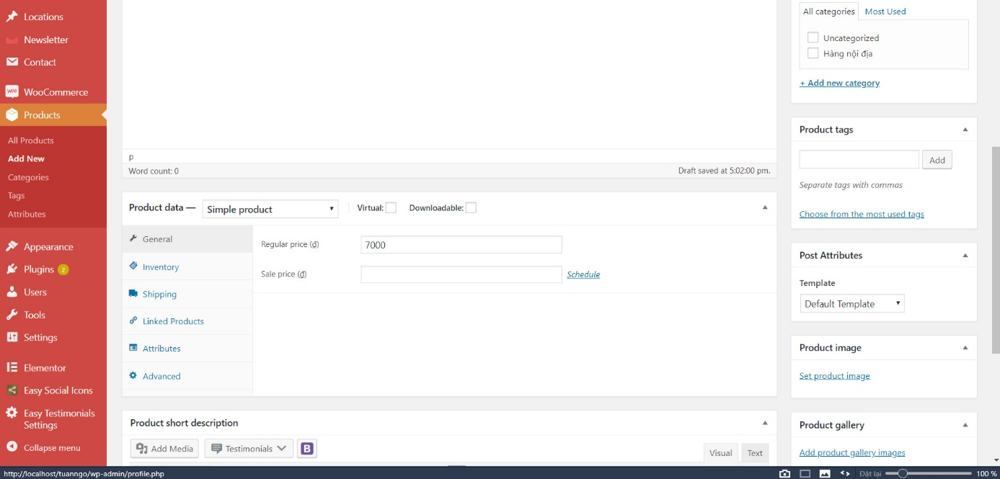 Locations
Newsletter
Contact
WooCommerce
Products
All Products
Add New
Categories
Tags
Attributes
Appearance
Plugins 2
Users
Tools
Settings
Elementor
Easy Social Icons
Easy Testimonials
Settings
Collapse menu
p
Word count: 0
Draft saved at 5:02:00 pm.
Product data — Simple product
Virtual:
Downloadable:
General
Inventory
Shipping
Linked Products
Attributes
Advanced
Regular price (₫) 7000
Sale price (₫) Schedule
Product short description
Add Media
Testimonials
B
Visual
Text
All categories
Most Used
Uncategorized
Hàng nội địa
+ Add new category
Product tags
Add
Separate tags with commas
Choose from the most used tags
Post Attributes
Template
Default Template
Product image
Set product image
Product gallery
Add product gallery images
http://localhost/tuanngo/wp-admin/profile.php
Đặt lại
100 %